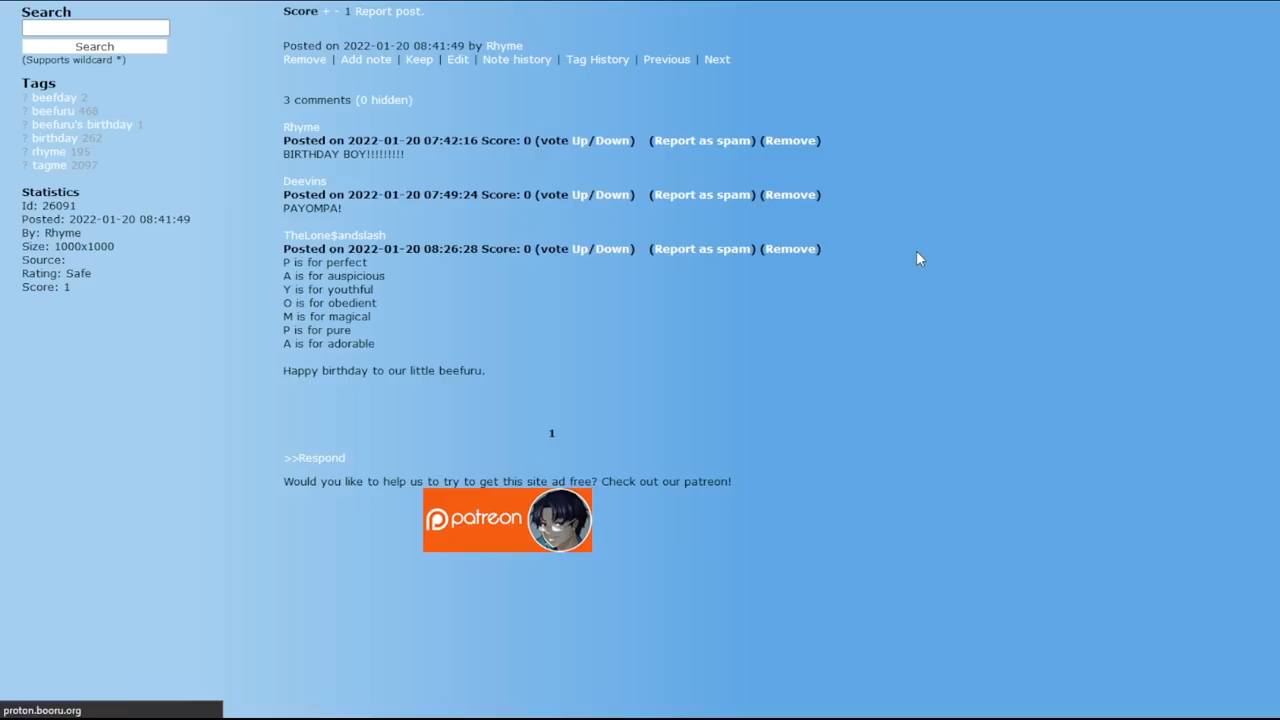 Search
Search
(Supports wildcard *)
Tags
? beefday 2
? beefuru 468
? beefuru's birthday 1
? birthday 262
? rhyme 195
? tagme 2097
Statistics
Id: 26091
Posted: 2022-01-20 08:41:49
By: Rhyme
Size: 1000x1000
Source:
Rating: Safe
Score: 1
Score + - 1 Report post.
Posted on 2022-01-20 08:41:49 by Rhyme
Remove | Add note | Keep | Edit | Note history | Tag History | Previous | Next
3 comments (0 hidden)
Rhyme
Posted on 2022-01-20 07:42:16 Score: 0 (vote Up/Down) (Report as spam) (Remove)
BIRTHDAY BOY!!!!!!!!!
Deevins
Posted on 2022-01-20 07:49:24 Score: 0 (vote Up/Down) (Report as spam) (Remove)
PAYOMPA!
TheLone$andslash
Posted on 2022-01-20 08:26:28 Score: 0 (vote Up/Down) (Report as spam) (Remove)
P is for perfect
A is for auspicious
Y is for youthful
O is for obedient
M is for magical
P is for pure
A is for adorable
Happy birthday to our little beefuru.
1
>>Respond
Would you like to help us to try to get this site ad free? Check out our patreon!
patreon
proton.booru.org